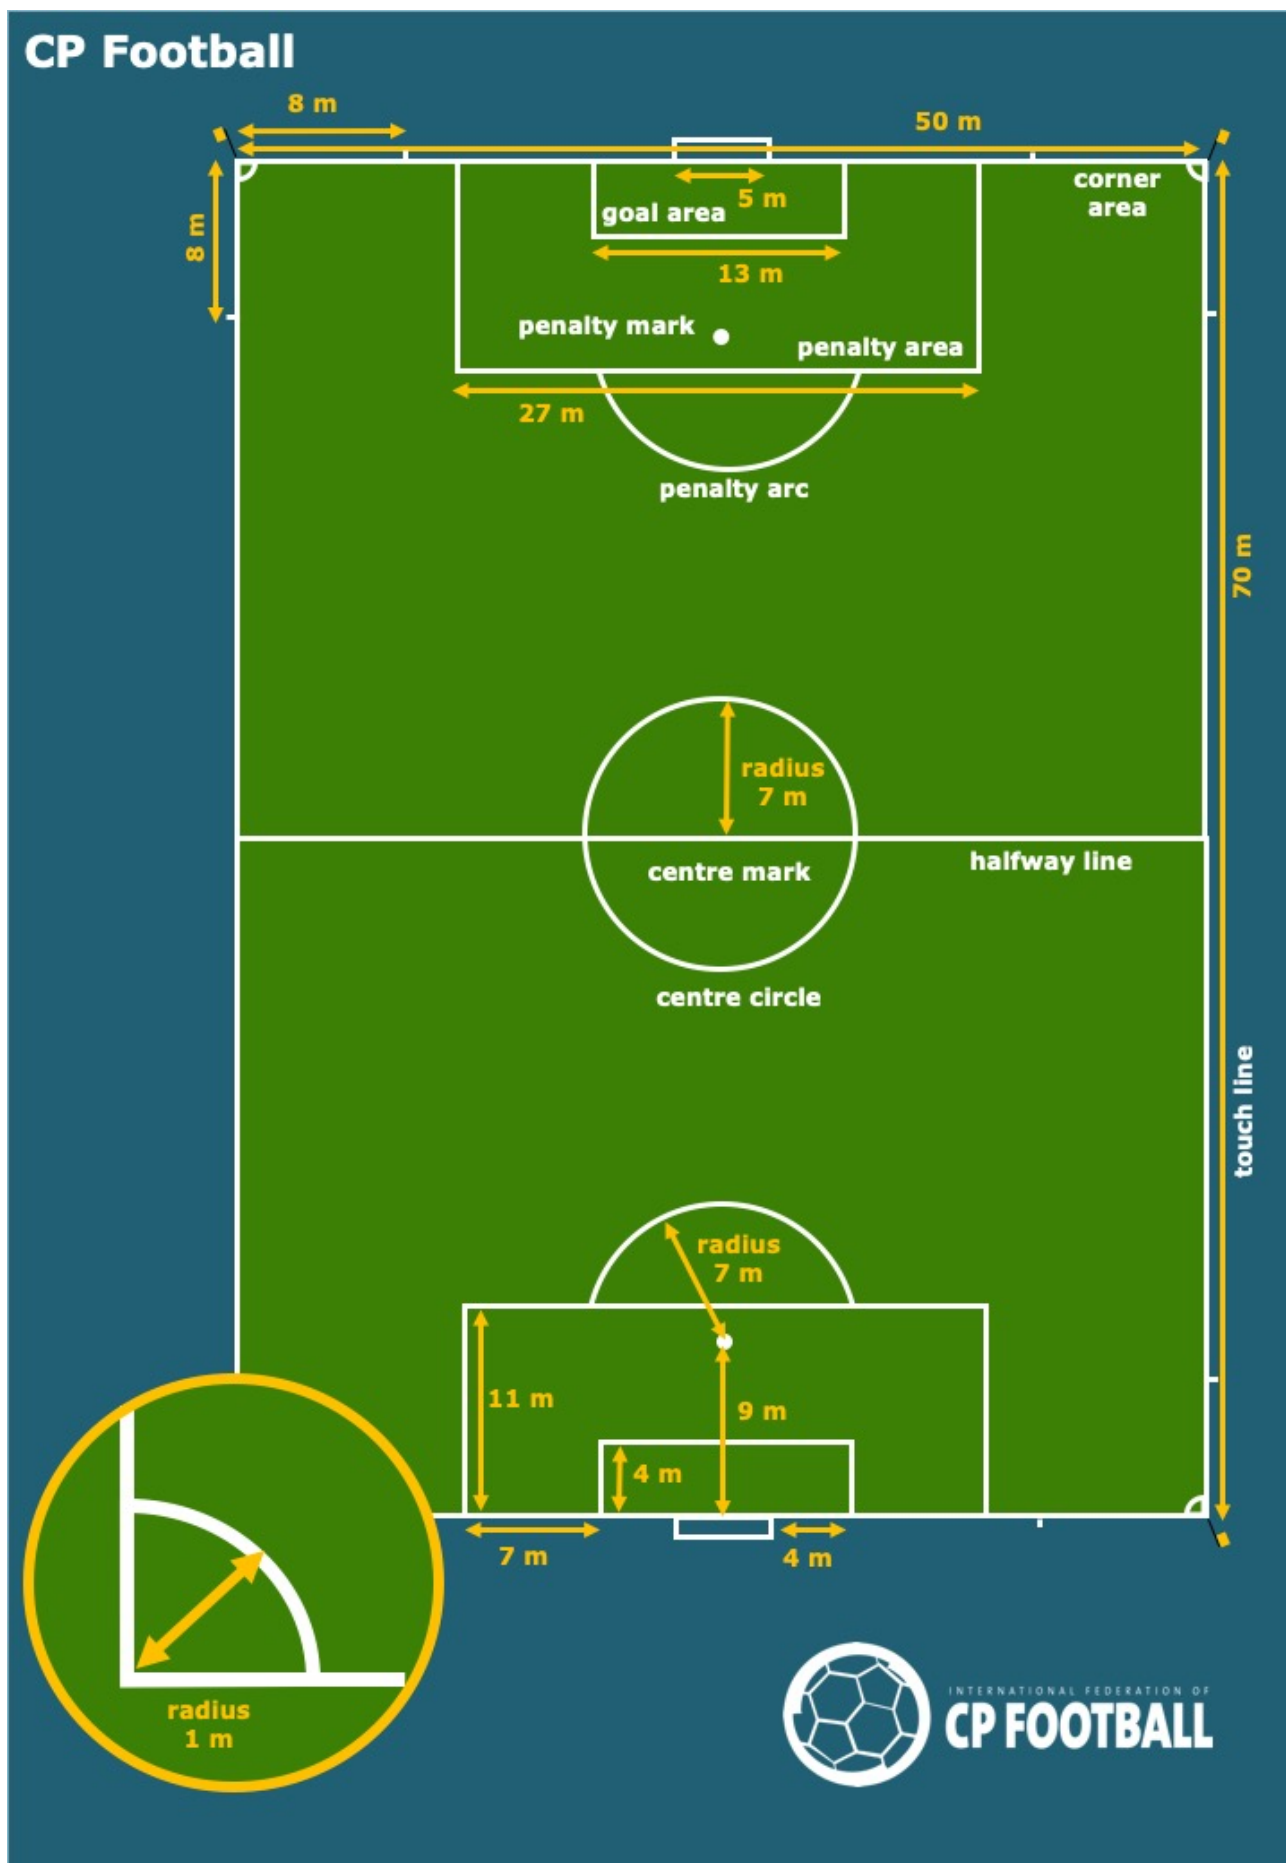 CP Football
8 m
50 m
corner
area
5 m
goal area
8 m
13 m
penalty mark
penalty area
27 m
penalty arc
70 m
radius
7 m
halfway line
centre mark
centre circle
touch line
radius
7 m
11 m
9 m
4 m
7 m
4 m
radius
1 m
INTERNATIONAL FEDERATION OF
CP FOOTBALL